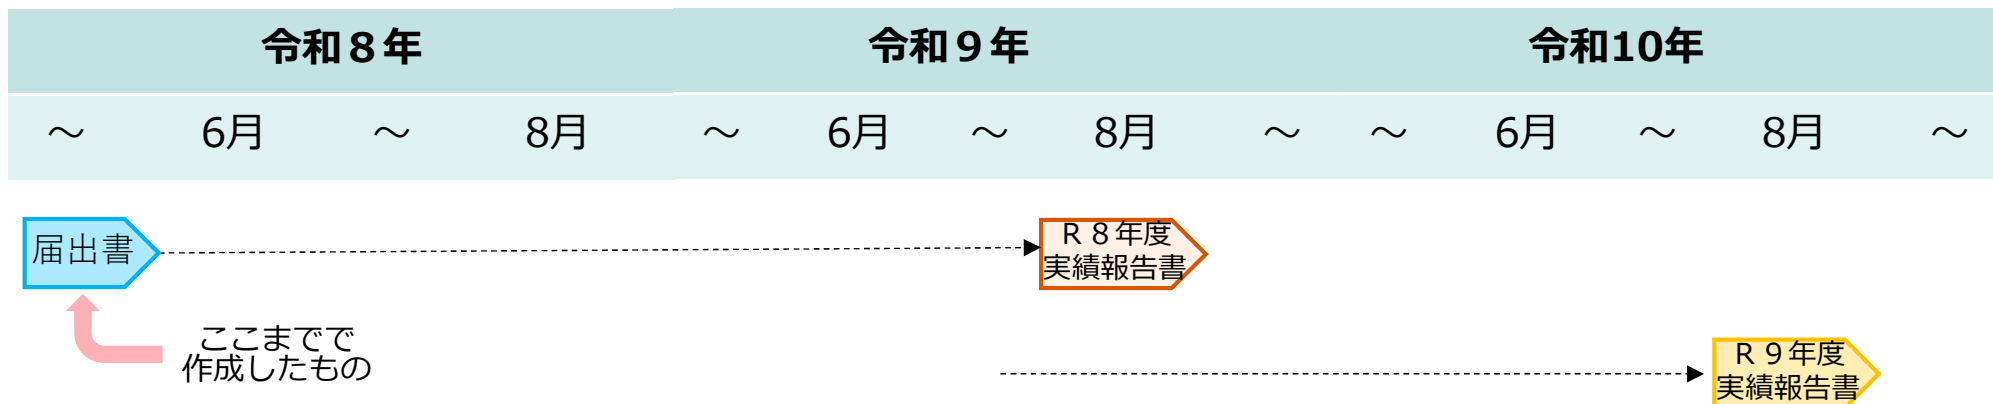 令和８年 令和９年 令和10年
～ 6月 ～ 8月 ～ 6月 ～ 8月 ～ ～ 6月 ～ 8月 ～
届出書
Ｒ８年度
実績報告書
ここまでで
作成したもの
Ｒ９年度
実績報告書